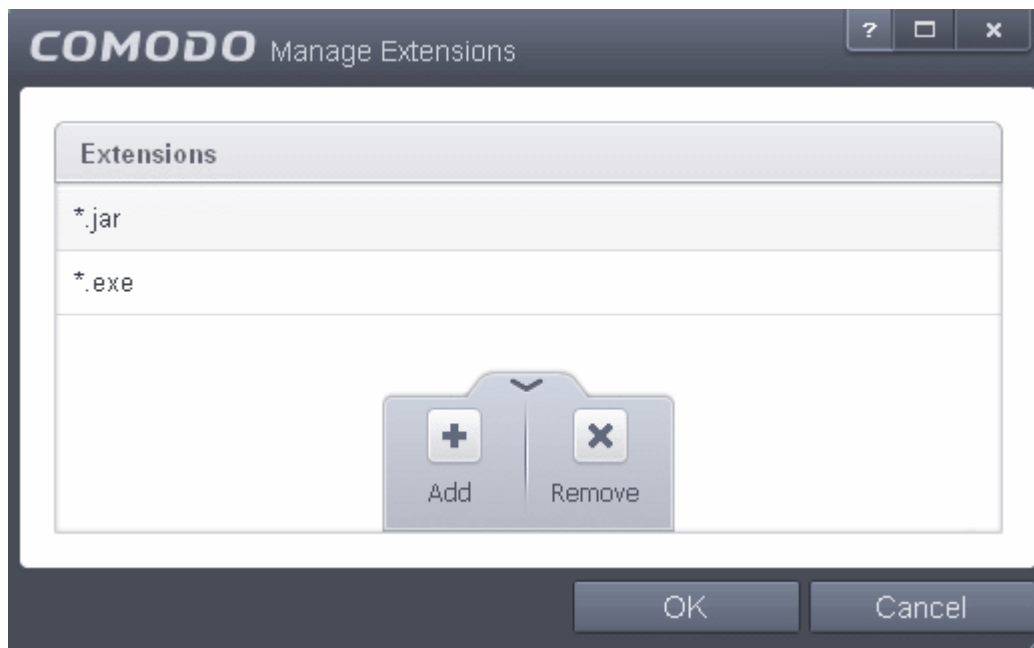 COMODO Manage Extensions ?
Extensions
*.jar
*.exe
Add Remove
OK Cancel